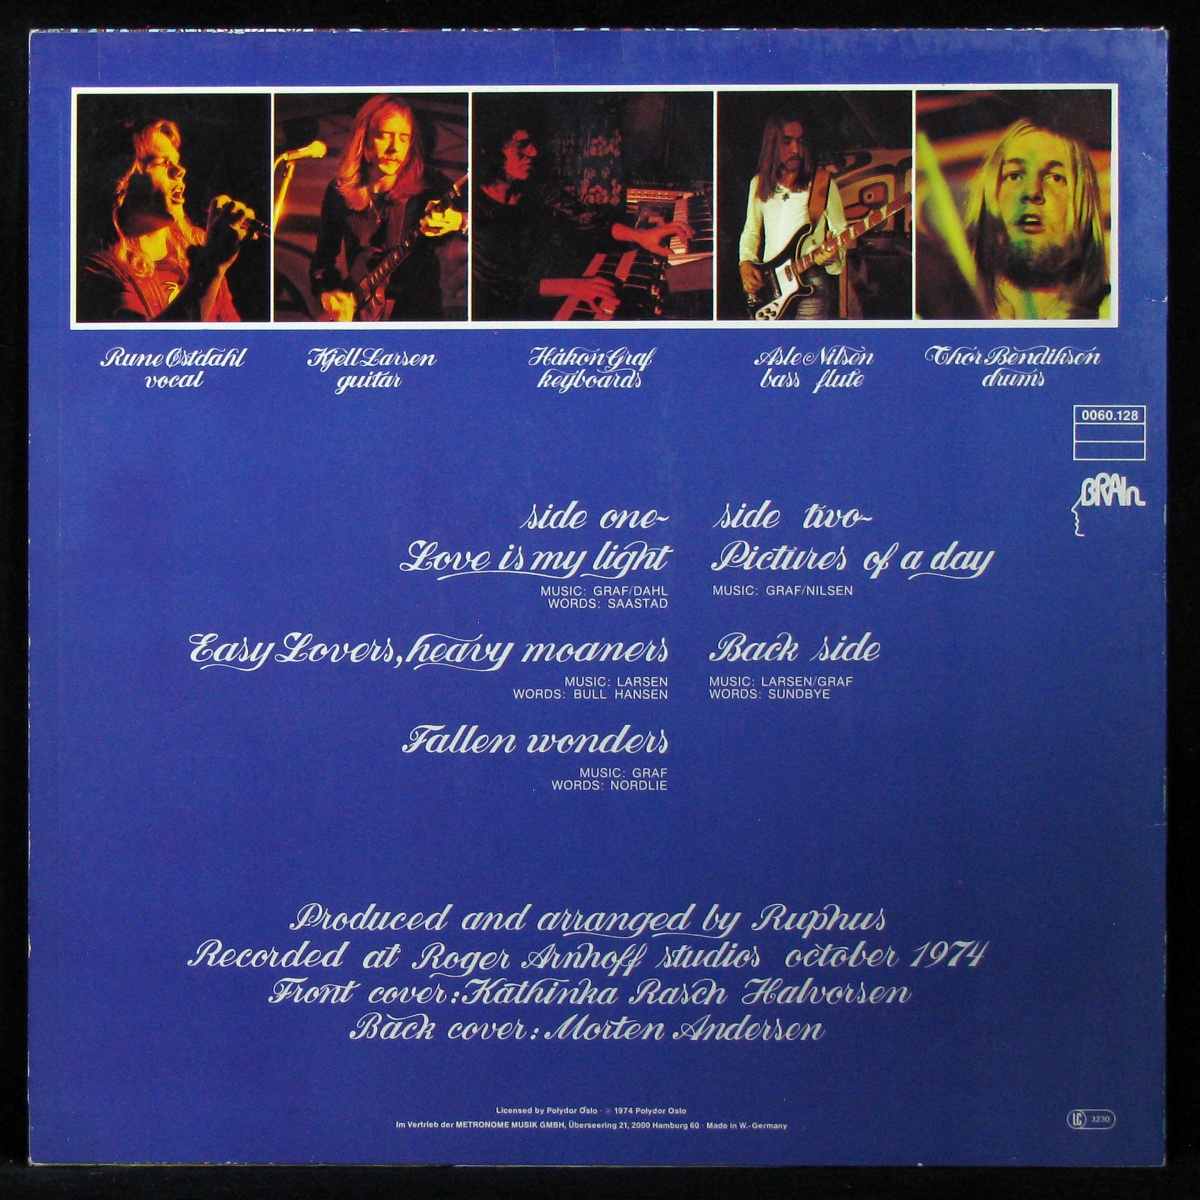 Rune Østdahl
vocal
Kjell Larsen
guitar
Håkon Graf
keyboards
Asle Nilsen
bass flute
Thor Bendiksen
drums
0060.128
BRAIN
side one~
Love is my light
MUSIC: GRAF/DAHL
WORDS: SAASTAD
Easy Lovers, heavy moaners
MUSIC: LARSEN
WORDS: BULL HANSEN
Fallen wonders
MUSIC: GRAF
WORDS: NORDLIE
side two~
Pictures of a day
MUSIC: GRAF/NILSEN
Back side
MUSIC: LARSEN/GRAF
WORDS: SUNDBYE
Produced and arranged by Ruphus
Recorded at Roger Arnhoff studios october 1974
Front cover: Kathinka Rasch Halvorsen
Back cover: Morten Andersen
Licensed by Polydor Oslo · ℗ 1974 Polydor Oslo
Im Vertrieb der METRONOME MUSIK GMBH, Überseering 21, 2000 Hamburg 60 · Made in W.-Germany
LC 3230